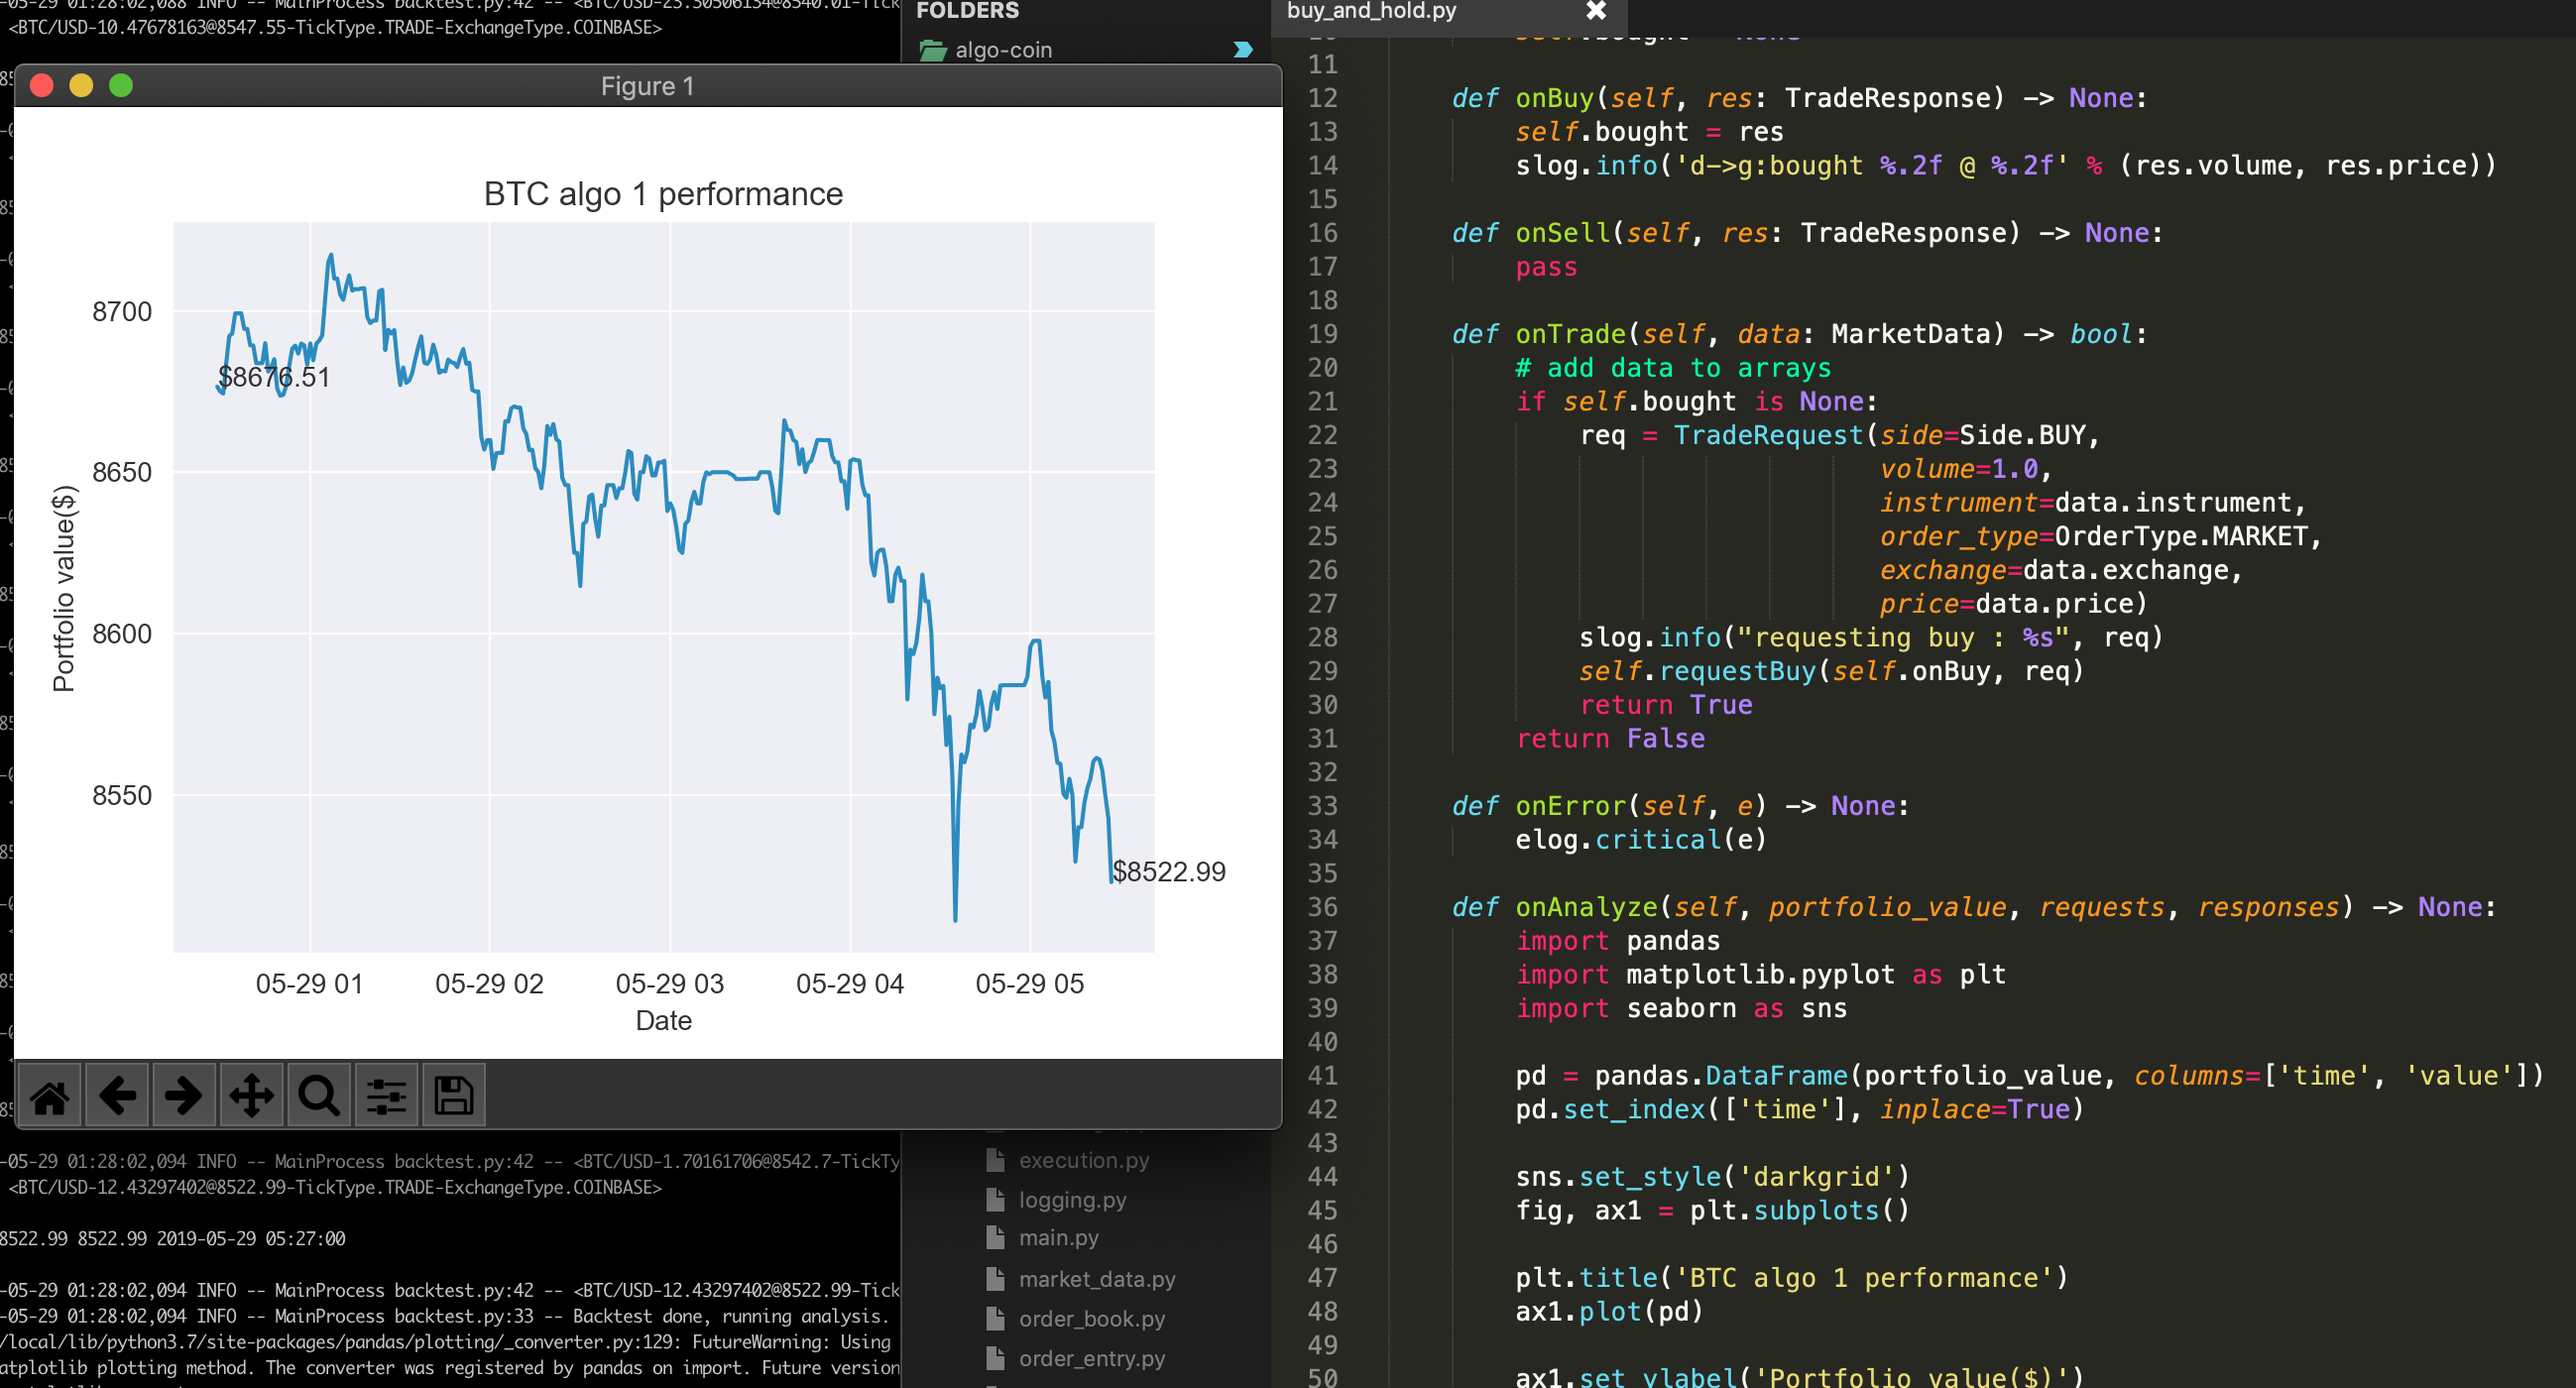 -05-29 01:28:02,088 INFO -- MainProcess backtest.py:42 -- <BTC/USD-23.30506134@8540.01-Tick
<BTC/USD-10.47678163@8547.55-TickType.TRADE-ExchangeType.COINBASE>
Figure 1
BTC algo 1 performance
8700
8650
8600
8550
Portfolio value($)
$8676.51
$8522.99
05-29 01
05-29 02
05-29 03
05-29 04
05-29 05
Date
-05-29 01:28:02,094 INFO -- MainProcess backtest.py:42 -- <BTC/USD-1.70161706@8542.7-TickTy
<BTC/USD-12.43297402@8522.99-TickType.TRADE-ExchangeType.COINBASE>
8522.99 8522.99 2019-05-29 05:27:00
-05-29 01:28:02,094 INFO -- MainProcess backtest.py:42 -- <BTC/USD-12.43297402@8522.99-Tick
-05-29 01:28:02,094 INFO -- MainProcess backtest.py:33 -- Backtest done, running analysis.
/local/lib/python3.7/site-packages/pandas/plotting/_converter.py:129: FutureWarning: Using
atplotlib plotting method. The converter was registered by pandas on import. Future version
FOLDERS
algo-coin
execution.py
logging.py
main.py
market_data.py
order_book.py
order_entry.py
buy_and_hold.py
10 self.bought = None
11
12 def onBuy(self, res: TradeResponse) -> None:
13 self.bought = res
14 slog.info('d->g:bought %.2f @ %.2f' % (res.volume, res.price))
15
16 def onSell(self, res: TradeResponse) -> None:
17 pass
18
19 def onTrade(self, data: MarketData) -> bool:
20 # add data to arrays
21 if self.bought is None:
22 req = TradeRequest(side=Side.BUY,
23 volume=1.0,
24 instrument=data.instrument,
25 order_type=OrderType.MARKET,
26 exchange=data.exchange,
27 price=data.price)
28 slog.info("requesting buy : %s", req)
29 self.requestBuy(self.onBuy, req)
30 return True
31 return False
32
33 def onError(self, e) -> None:
34 elog.critical(e)
35
36 def onAnalyze(self, portfolio_value, requests, responses) -> None:
37 import pandas
38 import matplotlib.pyplot as plt
39 import seaborn as sns
40
41 pd = pandas.DataFrame(portfolio_value, columns=['time', 'value'])
42 pd.set_index(['time'], inplace=True)
43
44 sns.set_style('darkgrid')
45 fig, ax1 = plt.subplots()
46
47 plt.title('BTC algo 1 performance')
48 ax1.plot(pd)
49
50 ax1.set_ylabel('Portfolio value($)')